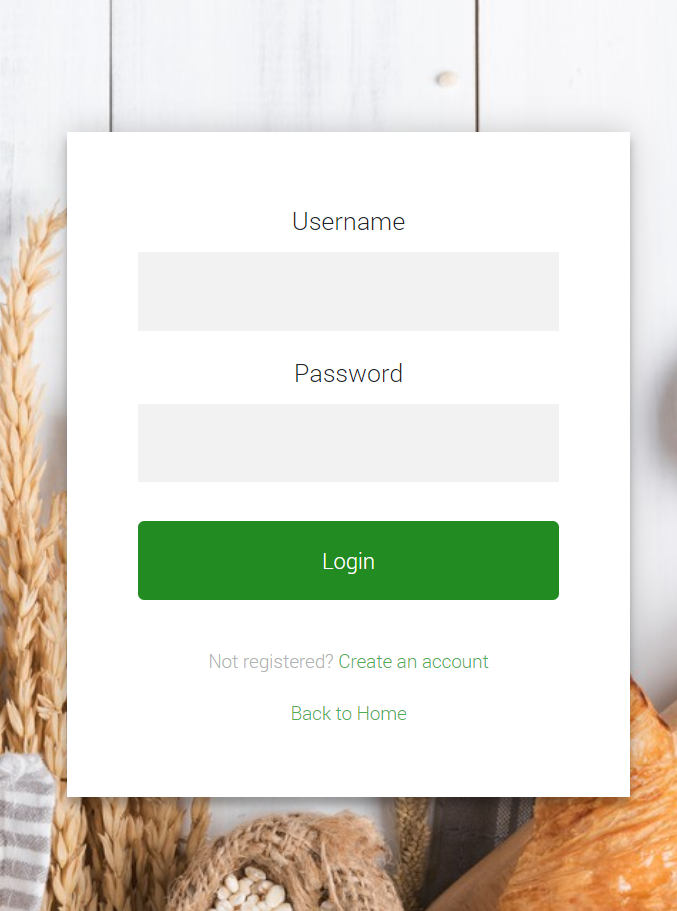 Username
Password
Login
Not registered? Create an account
Back to Home